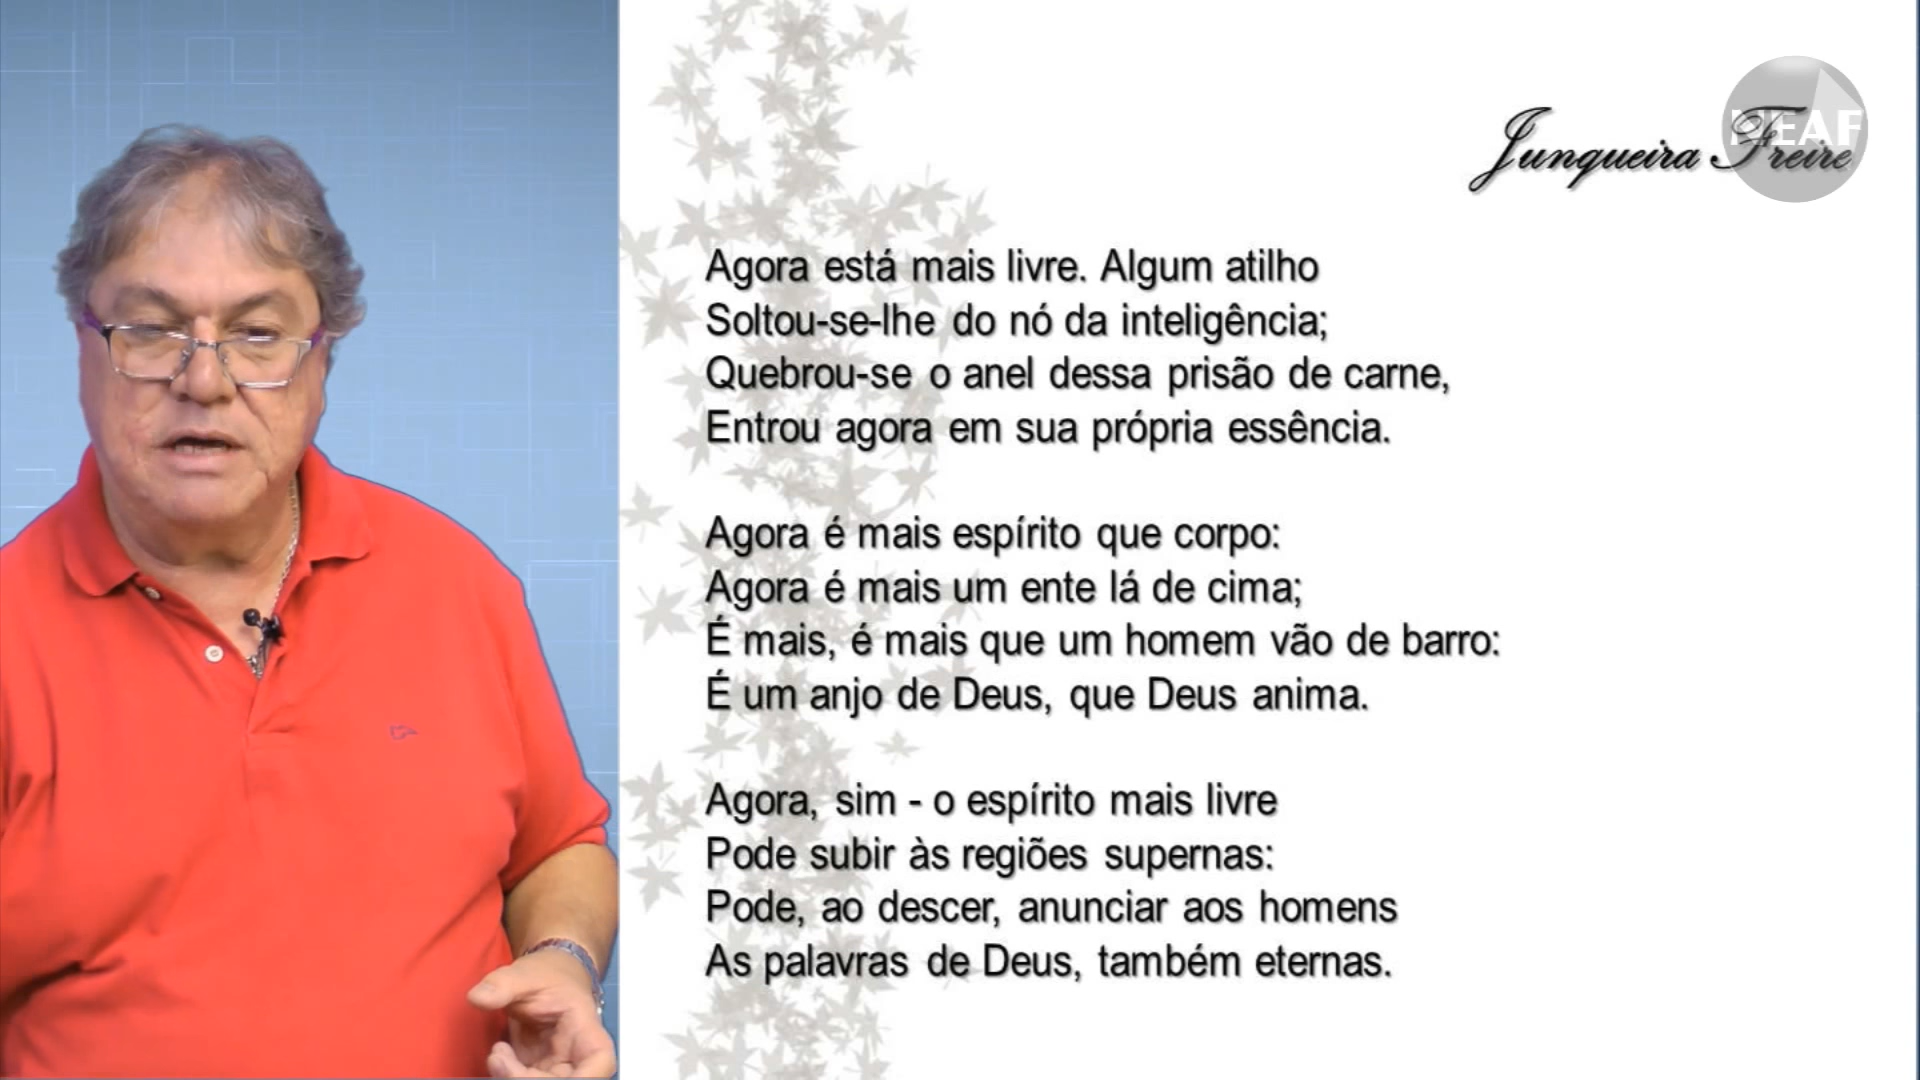 Junqueira Freire
NEAF
Agora está mais livre. Algum atilho
Soltou-se-lhe do nó da inteligência;
Quebrou-se o anel dessa prisão de carne,
Entrou agora em sua própria essência.
Agora é mais espírito que corpo:
Agora é mais um ente lá de cima;
É mais, é mais que um homem vão de barro:
É um anjo de Deus, que Deus anima.
Agora, sim - o espírito mais livre
Pode subir às regiões supernas:
Pode, ao descer, anunciar aos homens
As palavras de Deus, também eternas.